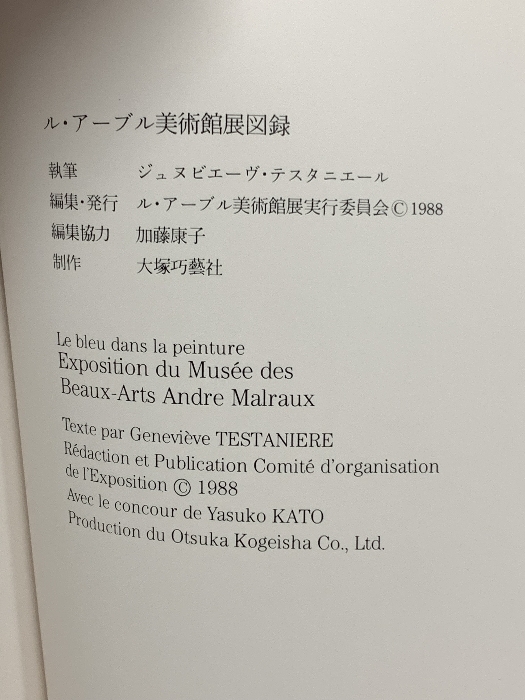 ル・アーブル美術館展図録
執筆 ジュヌビエーヴ・テスタニエール
編集・発行 ル・アーブル美術館展実行委員会©1988
編集協力 加藤康子
制作 大塚巧藝社
Le bleu dans la peinture
Exposition du Musée des
Beaux-Arts Andre Malraux
Texte par Geneviève TESTANIERE
Rédaction et Publication Comité d'organisation
de l'Exposition © 1988
Avec le concour de Yasuko KATO
Production du Otsuka Kogeisha Co., Ltd.